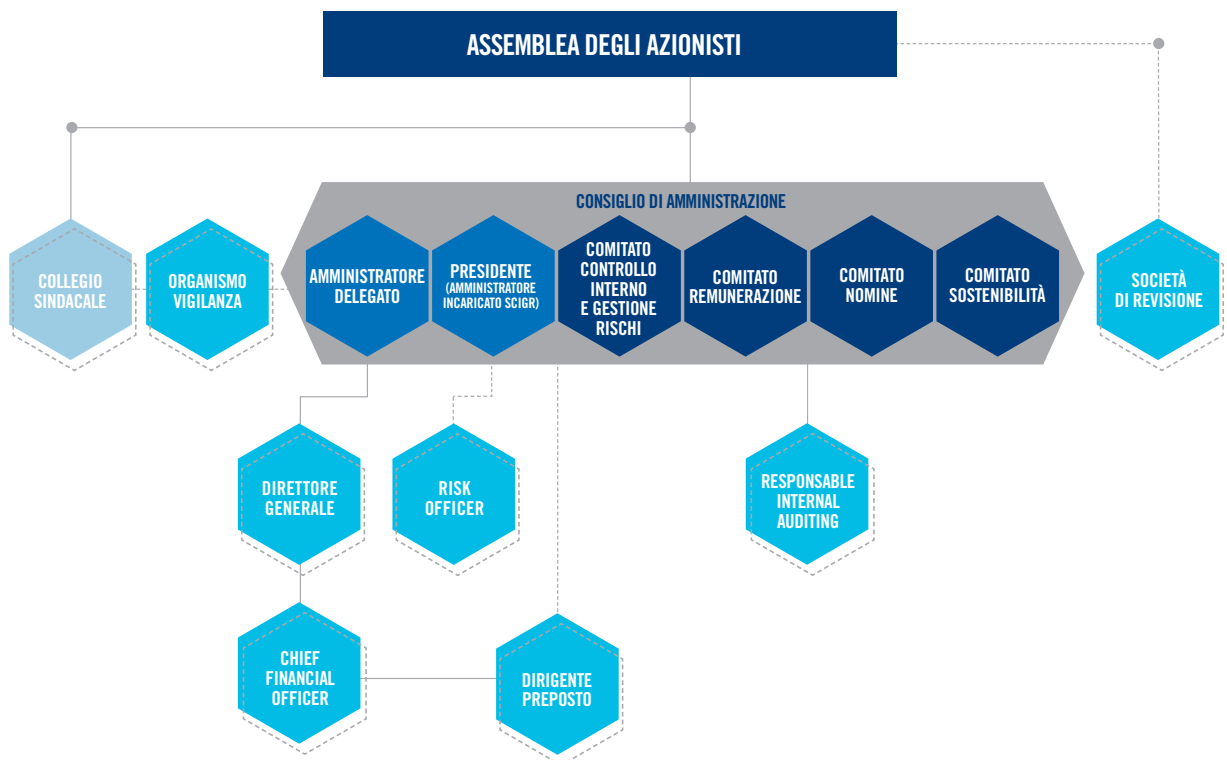 ASSEMBLEA DEGLI AZIONISTI
CONSIGLIO DI AMMINISTRAZIONE
COLLEGIO
SINDACALE
ORGANISMO
VIGILANZA
AMMINISTRATORE
DELEGATO
PRESIDENTE
(AMMINISTRATORE
INCARICATO SCIGR)
COMITATO
CONTROLLO
INTERNO
E GESTIONE
RISCHI
COMITATO
REMUNERAZIONE
COMITATO
NOMINE
COMITATO
SOSTENIBILITÀ
SOCIETÀ
DI REVISIONE
DIRETTORE
GENERALE
RISK
OFFICER
RESPONSABLE
INTERNAL
AUDITING
CHIEF
FINANCIAL
OFFICER
DIRIGENTE
PREPOSTO